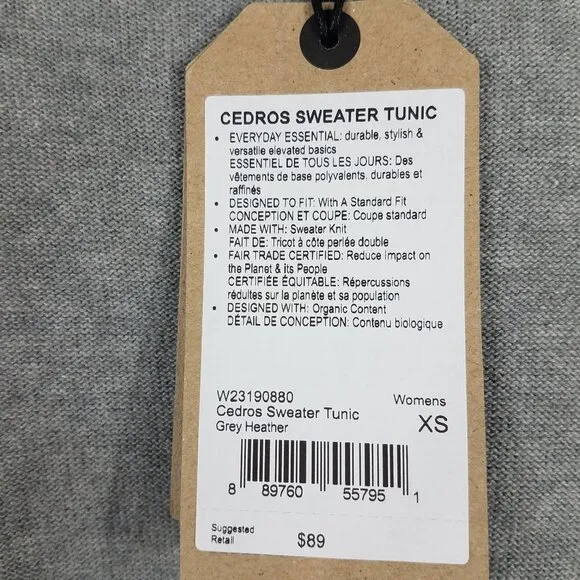 CEDROS SWEATER TUNIC
• EVERYDAY ESSENTIAL: durable, stylish &
versatile elevated basics
ESSENTIEL DE TOUS LES JOURS: Des
vêtements de base polyvalents, durables et
raffinés
• DESIGNED TO FIT: With A Standard Fit
CONCEPTION ET COUPE: Coupe standard
• MADE WITH: Sweater Knit
FAIT DE: Tricot à côte perlée double
• FAIR TRADE CERTIFIED: Reduce Impact on
the Planet & its People
CERTIFIÉE ÉQUITABLE: Répercussions
réduites sur la planète et sa population
• DESIGNED WITH: Organic Content
DÉTAIL DE CONCEPTION: Contenu biologique
W23190880
Cedros Sweater Tunic
Grey Heather
Womens
XS
8 89760 55795 1
Suggested
Retail
$89